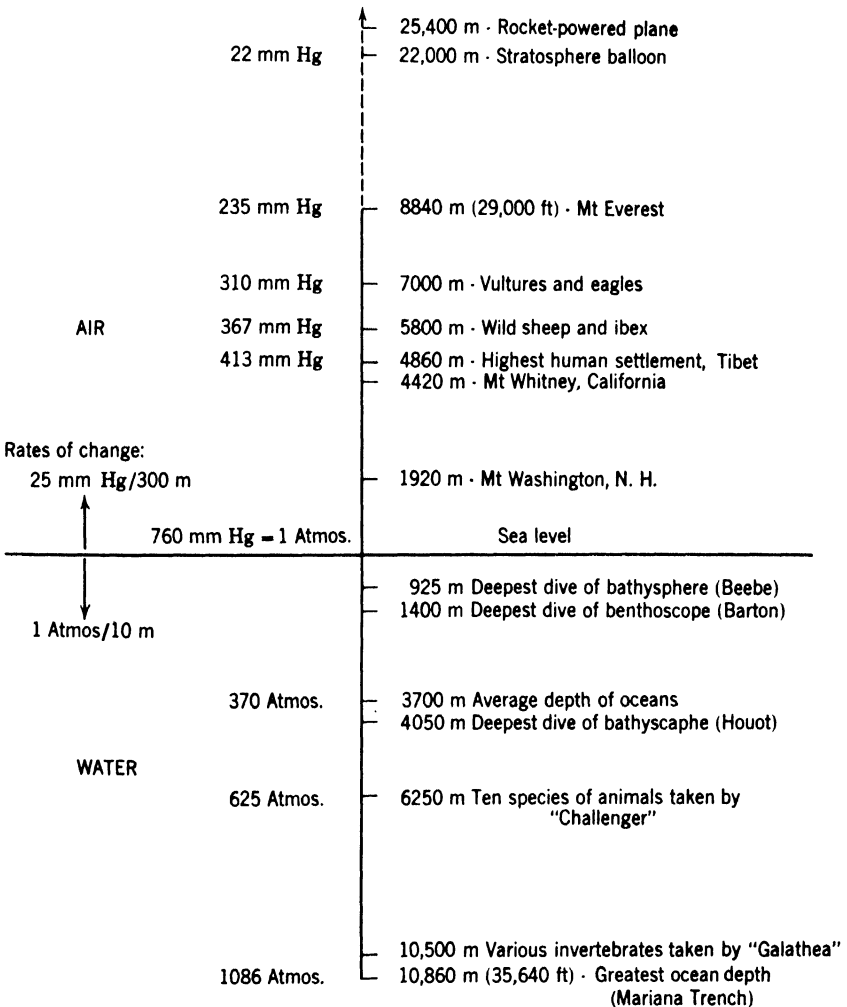 25,400 m · Rocket-powered plane
22 mm Hg 22,000 m · Stratosphere balloon
235 mm Hg 8840 m (29,000 ft) · Mt Everest
310 mm Hg 7000 m · Vultures and eagles
AIR 367 mm Hg 5800 m · Wild sheep and ibex
413 mm Hg 4860 m · Highest human settlement, Tibet
4420 m · Mt Whitney, California
Rates of change:
25 mm Hg/300 m 1920 m · Mt Washington, N. H.
760 mm Hg = 1 Atmos. Sea level
925 m Deepest dive of bathysphere (Beebe)
1400 m Deepest dive of benthoscope (Barton)
1 Atmos/10 m
370 Atmos. 3700 m Average depth of oceans
4050 m Deepest dive of bathyscaphe (Houot)
WATER
625 Atmos. 6250 m Ten species of animals taken by
"Challenger"
10,500 m Various invertebrates taken by "Galathea"
1086 Atmos. 10,860 m (35,640 ft) · Greatest ocean depth
(Mariana Trench)